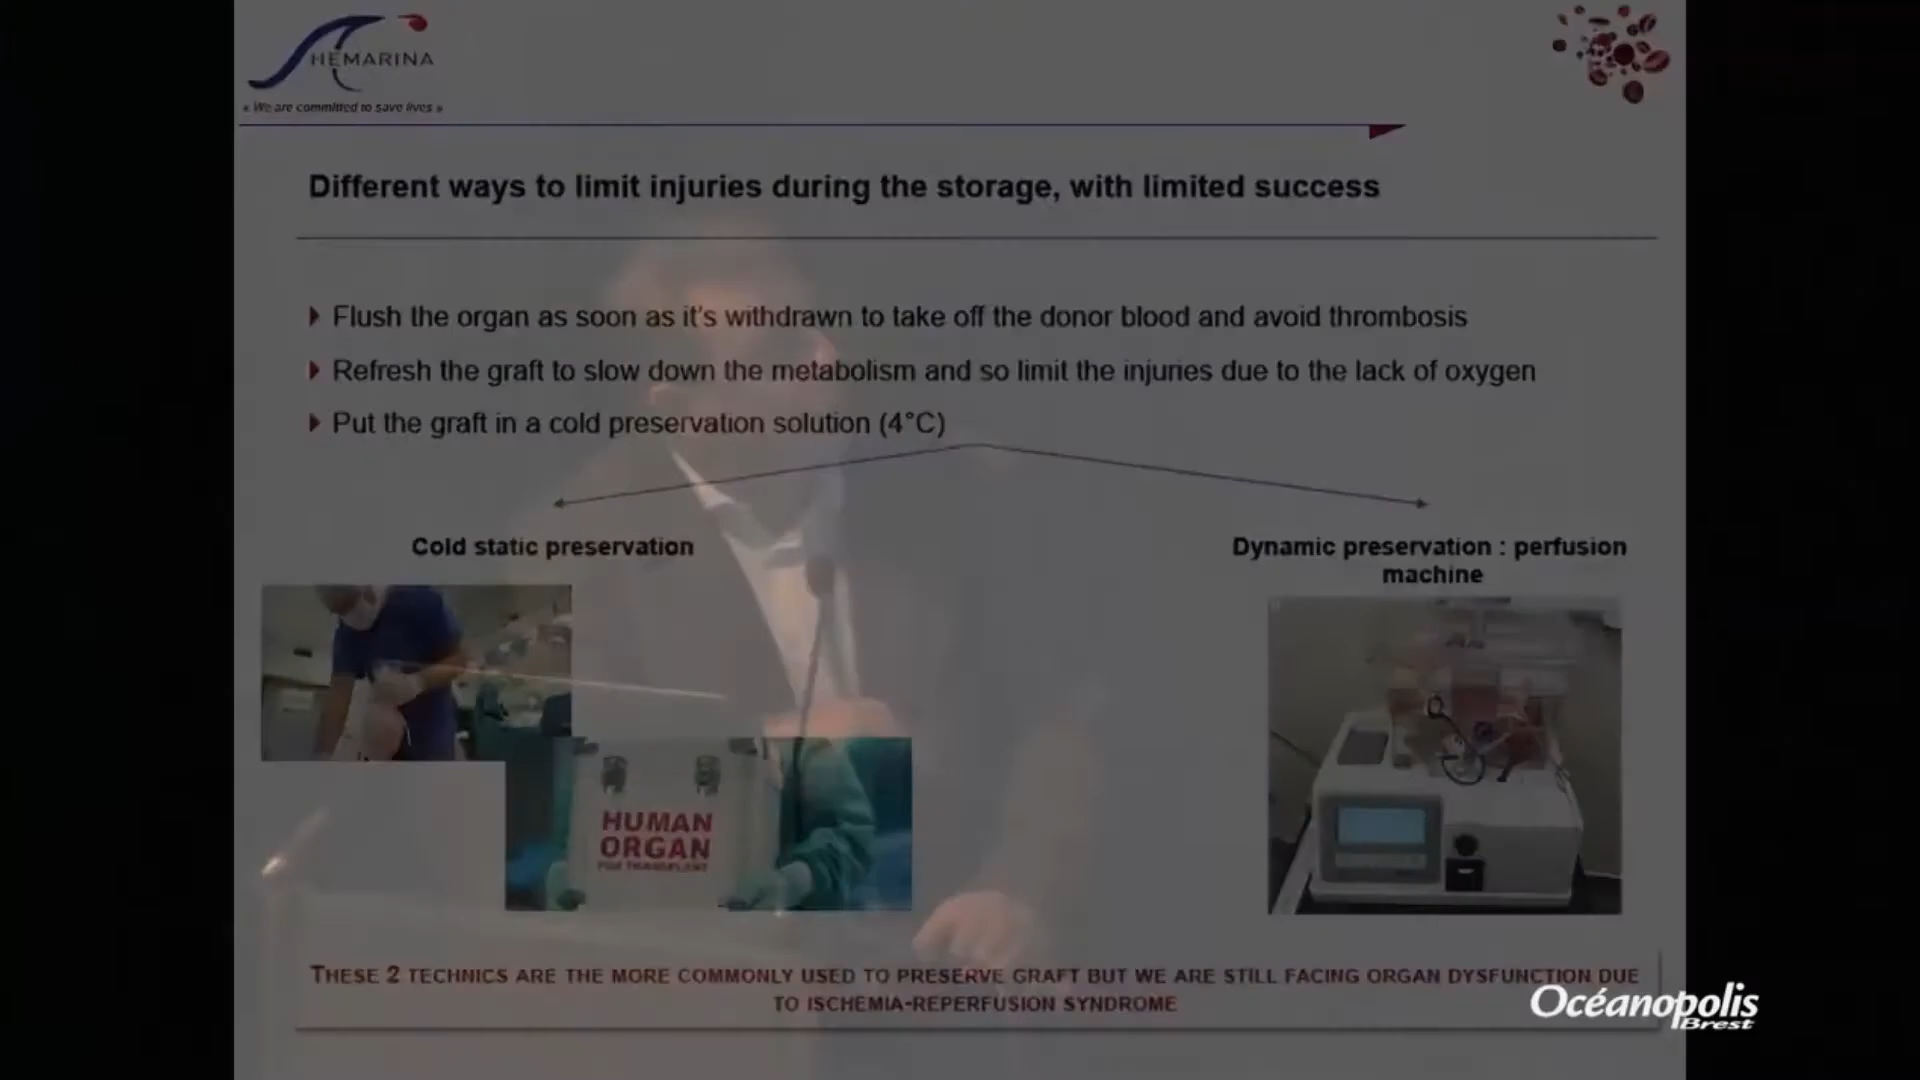 HEMARINA
« We are committed to save lives »
Different ways to limit injuries during the storage, with limited success
Flush the organ as soon as it's withdrawn to take off the donor blood and avoid thrombosis
Refresh the graft to slow down the metabolism and so limit the injuries due to the lack of oxygen
Put the graft in a cold preservation solution (4°C)
Cold static preservation
Dynamic preservation : perfusion
machine
HUMAN
ORGAN
FOR TRANSPLANT
THESE 2 TECHNICS ARE THE MORE COMMONLY USED TO PRESERVE GRAFT BUT WE ARE STILL FACING ORGAN DYSFUNCTION DUE
TO ISCHEMIA-REPERFUSION SYNDROME
Océanopolis
Brest